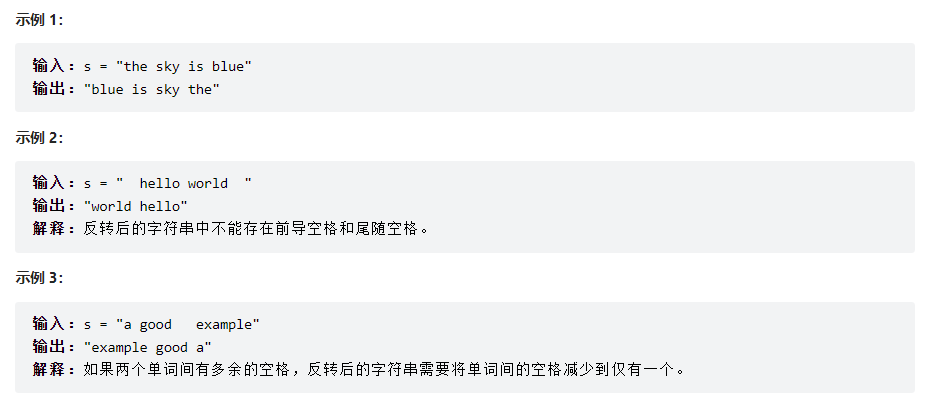 示例 1：
输入：s = "the sky is blue"
输出："blue is sky the"
示例 2：
输入：s = "  hello world  "
输出："world hello"
解释：反转后的字符串中不能存在前导空格和尾随空格。
示例 3：
输入：s = "a good   example"
输出："example good a"
解释：如果两个单词间有多余的空格，反转后的字符串需要将单词间的空格减少到仅有一个。